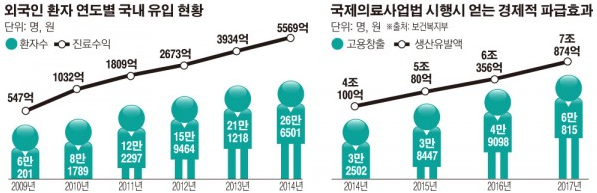 외국인 환자 연도별 국내 유입 현황
단위: 명, 원
환자수 진료수익
547억
1032억
1809억
2673억
3934억
5569억
6만
201
8만
1789
12만
2297
15만
9464
21만
1218
26만
6501
2009년 2010년 2011년 2012년 2013년 2014년
국제의료사업법 시행시 얻는 경제적 파급효과
단위: 명, 원 ※출처: 보건복지부
고용창출 생산유발액
4조
100억
5조
80억
6조
356억
7조
874억
3만
2502
3만
8447
4만
9098
6만
815
2014년 2015년 2016년 2017년